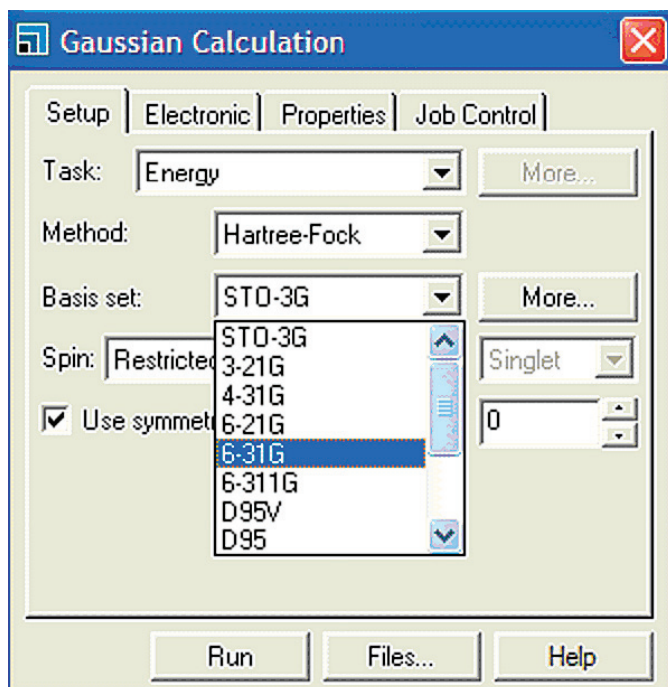 Gaussian Calculation
Setup Electronic Properties Job Control
Task: Energy More...
Method: Hartree-Fock
Basis set: STO-3G More...
STO-3G
Spin: Restricted 3-21G Singlet
4-31G
Use symmet 6-21G 0
6-31G
6-311G
D95V
D95
Run Files... Help